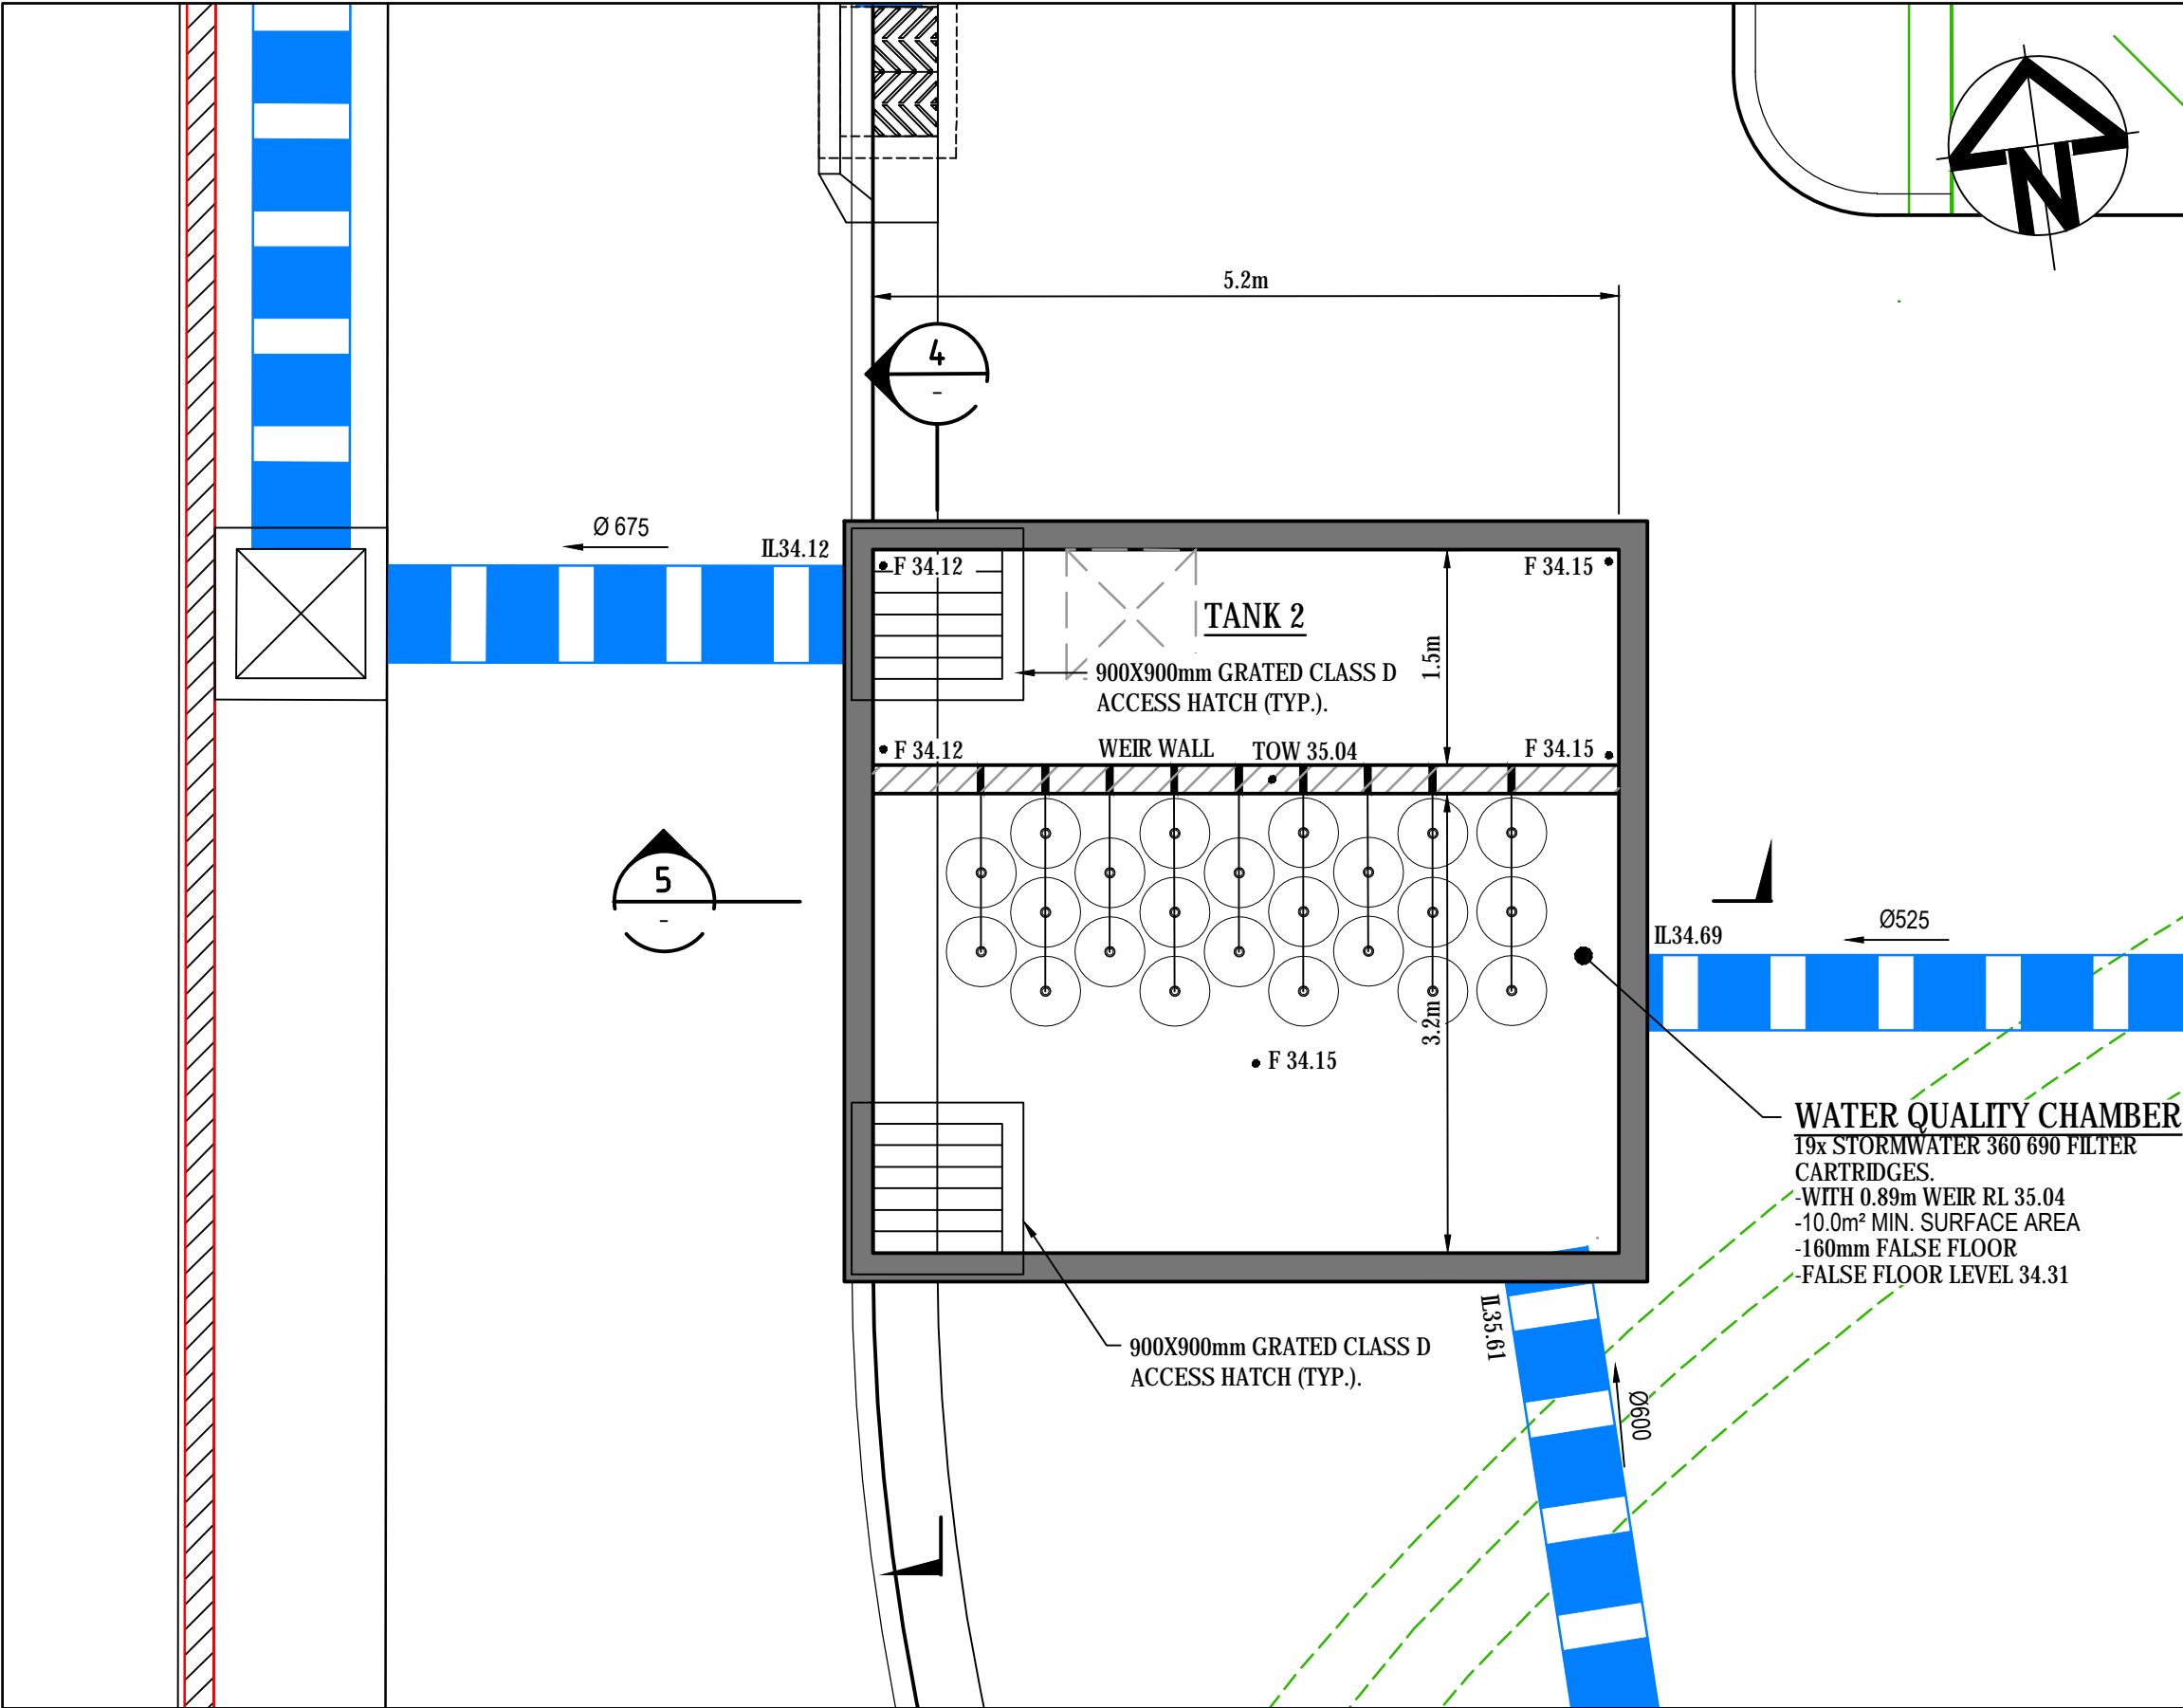 N
5.2m
4
-
Ø 675
IL34.12
F 34.12
F 34.15
TANK 2
1.5m
900X900mm GRATED CLASS D
ACCESS HATCH (TYP.).
F 34.12
WEIR WALL
TOW 35.04
F 34.15
5
-
Ø525
IL34.69
3.2m
F 34.15
WATER QUALITY CHAMBER
19x STORMWATER 360 690 FILTER
CARTRIDGES.
-WITH 0.89m WEIR RL 35.04
-10.0m² MIN. SURFACE AREA
-160mm FALSE FLOOR
-FALSE FLOOR LEVEL 34.31
IL35.61
900X900mm GRATED CLASS D
ACCESS HATCH (TYP.).
Ø600